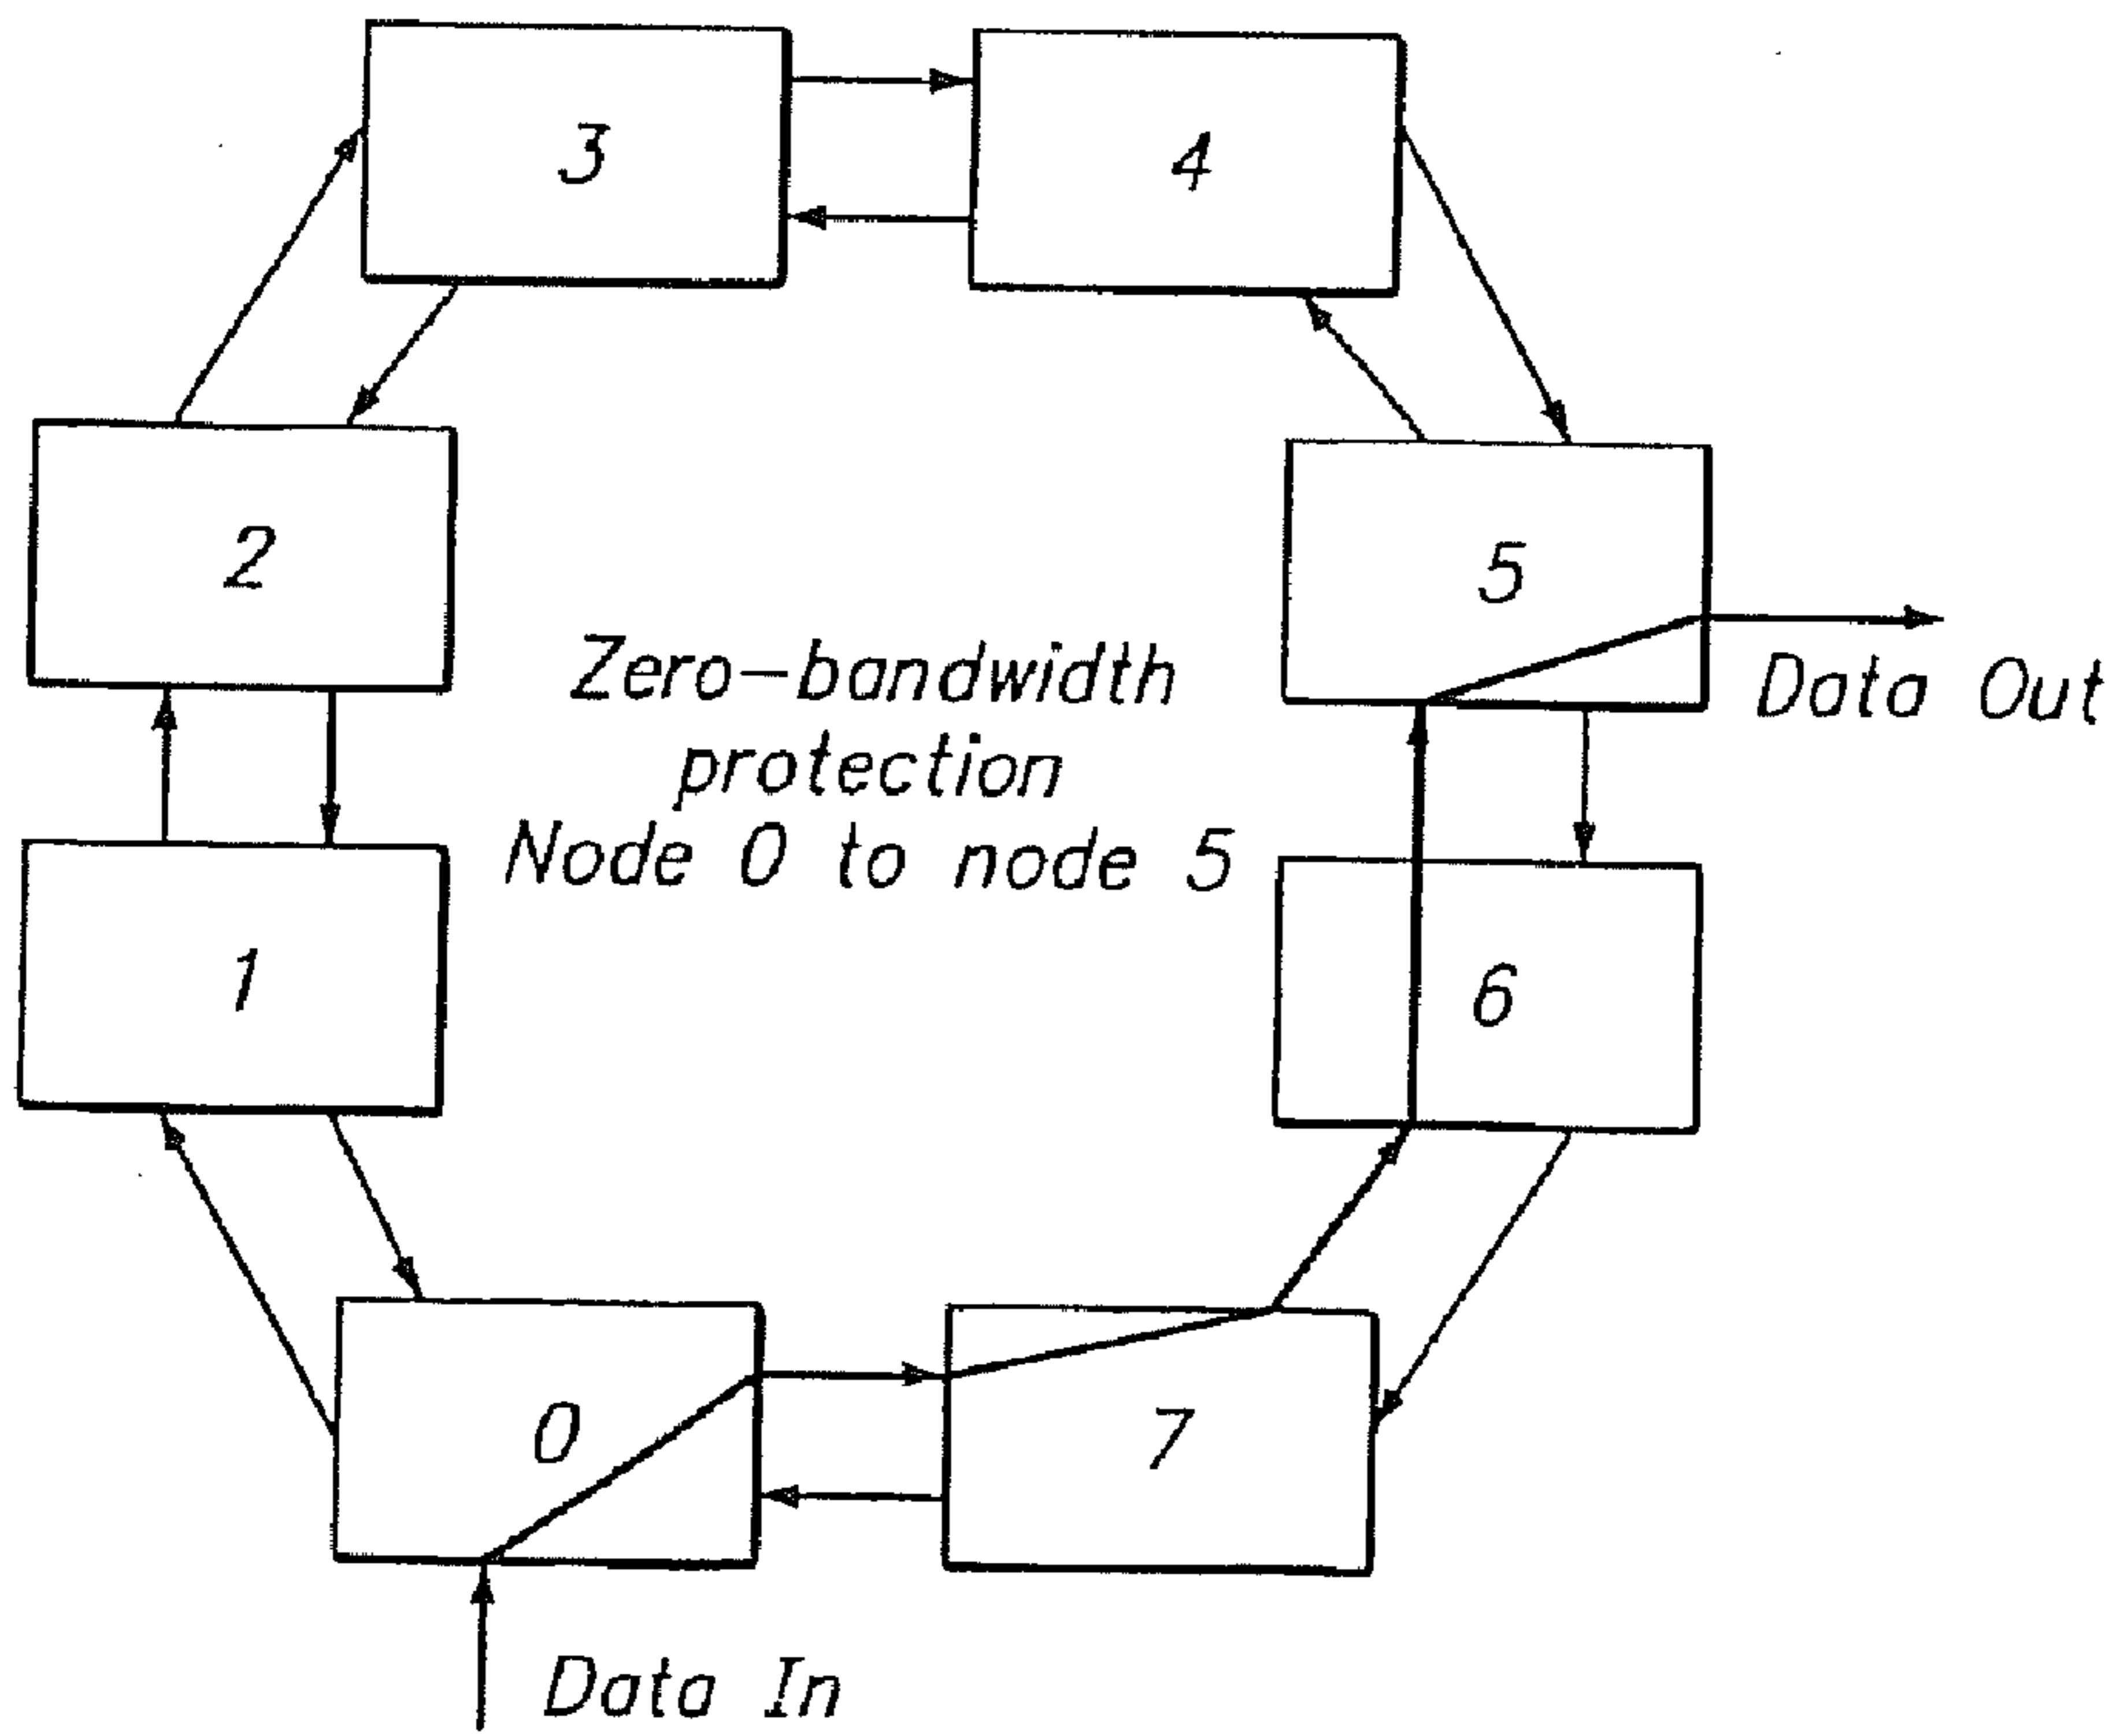 3
4
2
5
Zero-bandwidth
protection
Node 0 to node 5
Data Out
1
6
0
7
Data In